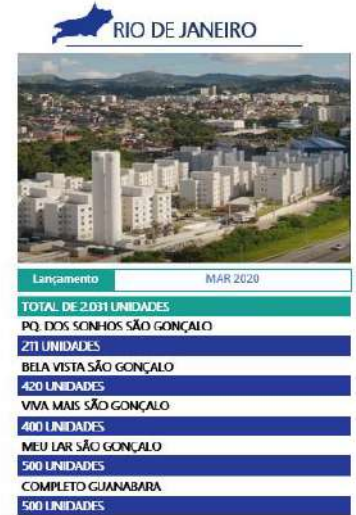 RIO DE JANEIRO
Lançamento MAR 2020
TOTAL DE 2.031 UNIDADES
PQ. DOS SONHOS SÃO GONÇALO
211 UNIDADES
BELA VISTA SÃO GONÇALO
420 UNIDADES
VIVA MAIS SÃO GONÇALO
400 UNIDADES
MEU LAR SÃO GONÇALO
500 UNIDADES
COMPLETO GUANABARA
500 UNIDADES